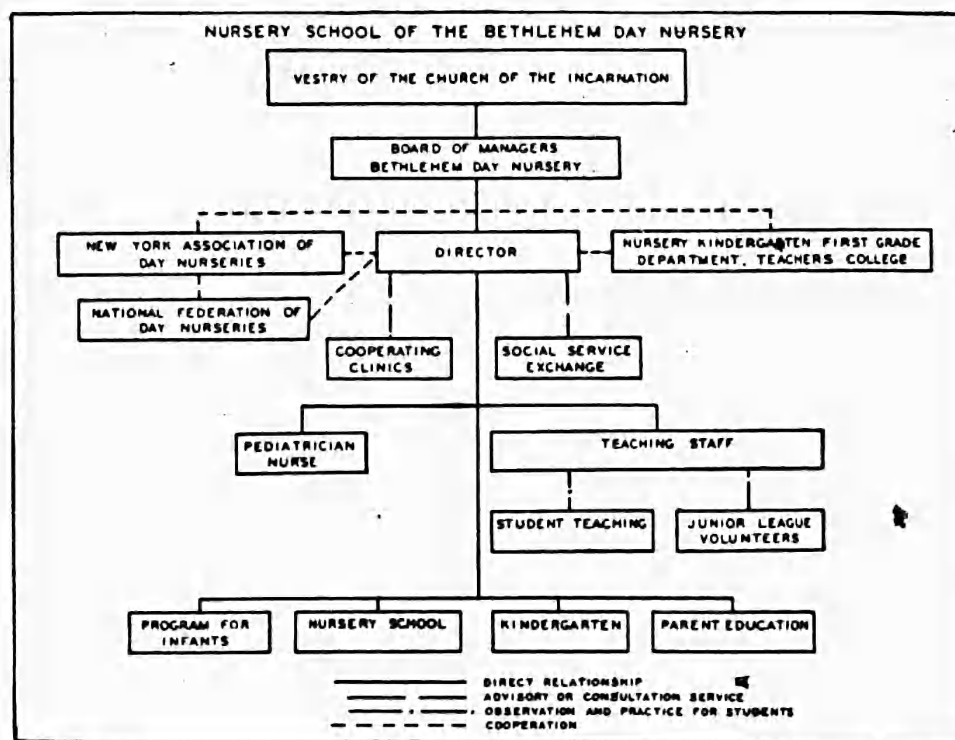 NURSERY SCHOOL OF THE BETHLEHEM DAY NURSERY
VESTRY OF THE CHURCH OF THE INCARNATION
BOARD OF MANAGERS
BETHLEHEM DAY NURSERY
NEW YORK ASSOCIATION OF
DAY NURSERIES
DIRECTOR
NURSERY KINDERGARTEN FIRST GRADE
DEPARTMENT, TEACHERS COLLEGE
NATIONAL FEDERATION OF
DAY NURSERIES
COOPERATING
CLINICS
SOCIAL SERVICE
EXCHANGE
PEDIATRICIAN
NURSE
TEACHING STAFF
STUDENT TEACHING
JUNIOR LEAGUE
VOLUNTEERS
PROGRAM FOR
INFANTS
NURSERY SCHOOL
KINDERGARTEN
PARENT EDUCATION
DIRECT RELATIONSHIP
ADVISORY OR CONSULTATION SERVICE
OBSERVATION AND PRACTICE FOR STUDENTS
COOPERATION